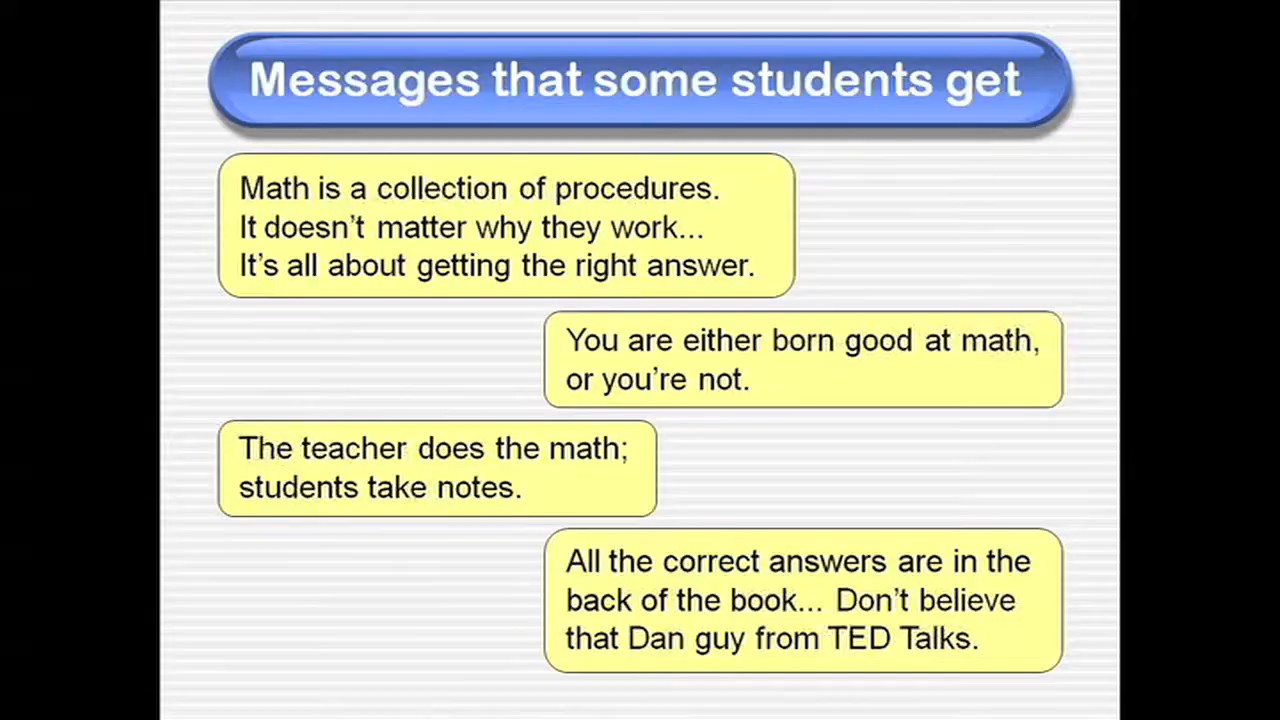 Messages that some students get
Math is a collection of procedures.
It doesn’t matter why they work...
It’s all about getting the right answer.
You are either born good at math,
or you’re not.
The teacher does the math;
students take notes.
All the correct answers are in the
back of the book... Don’t believe
that Dan guy from TED Talks.